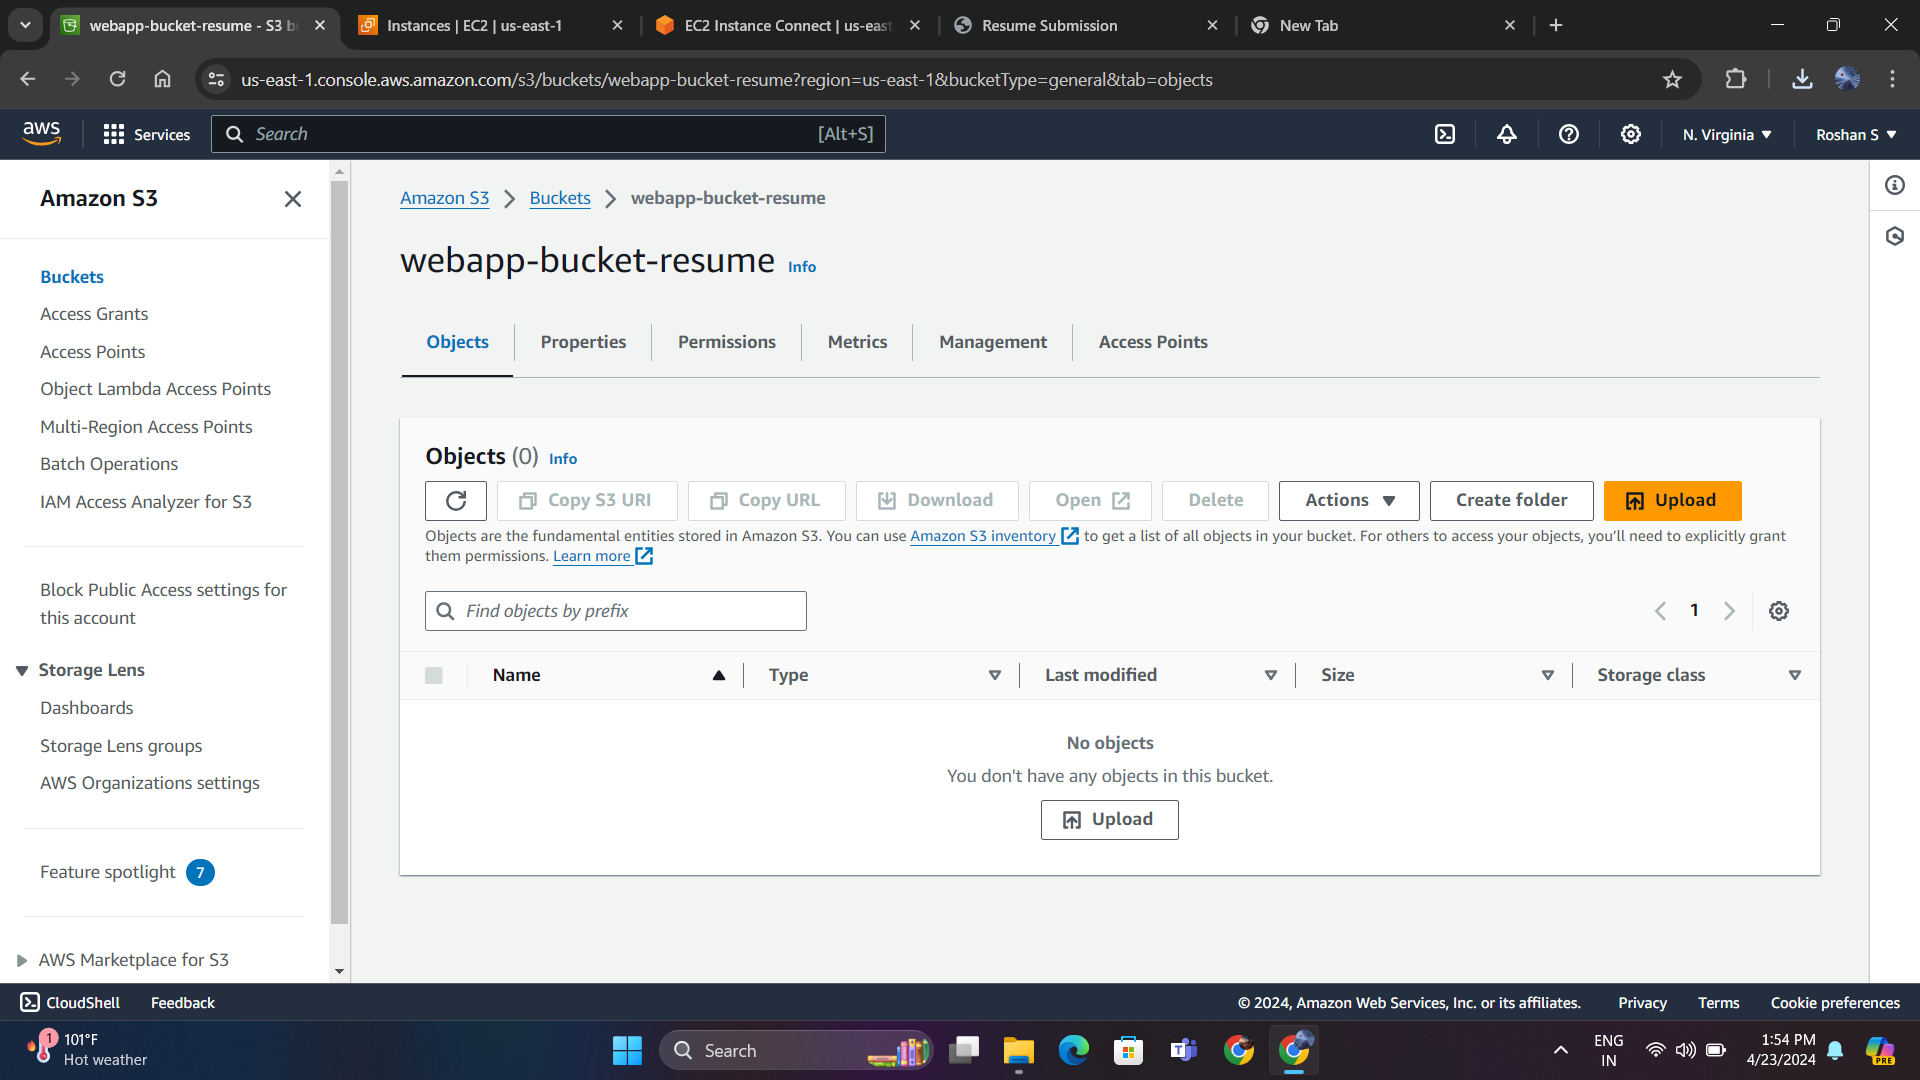 webapp-bucket-resume - S3 b
Instances | EC2 | us-east-1
EC2 Instance Connect | us-east
Resume Submission
New Tab
us-east-1.console.aws.amazon.com/s3/buckets/webapp-bucket-resume?region=us-east-1&bucketType=general&tab=objects
aws
Services
Search
[Alt+S]
N. Virginia
Roshan S
Amazon S3
Buckets
Access Grants
Access Points
Object Lambda Access Points
Multi-Region Access Points
Batch Operations
IAM Access Analyzer for S3
Block Public Access settings for
this account
Storage Lens
Dashboards
Storage Lens groups
AWS Organizations settings
Feature spotlight 7
AWS Marketplace for S3
Amazon S3 > Buckets > webapp-bucket-resume
webapp-bucket-resume Info
Objects
Properties
Permissions
Metrics
Management
Access Points
Objects (0) Info
Copy S3 URI
Copy URL
Download
Open
Delete
Actions
Create folder
Upload
Objects are the fundamental entities stored in Amazon S3. You can use Amazon S3 inventory to get a list of all objects in your bucket. For others to access your objects, you'll need to explicitly grant
them permissions. Learn more
Find objects by prefix
1
Name
Type
Last modified
Size
Storage class
No objects
You don't have any objects in this bucket.
Upload
CloudShell
Feedback
© 2024, Amazon Web Services, Inc. or its affiliates.
Privacy
Terms
Cookie preferences
1
101°F
Hot weather
Search
ENG
IN
1:54 PM
4/23/2024
PRE